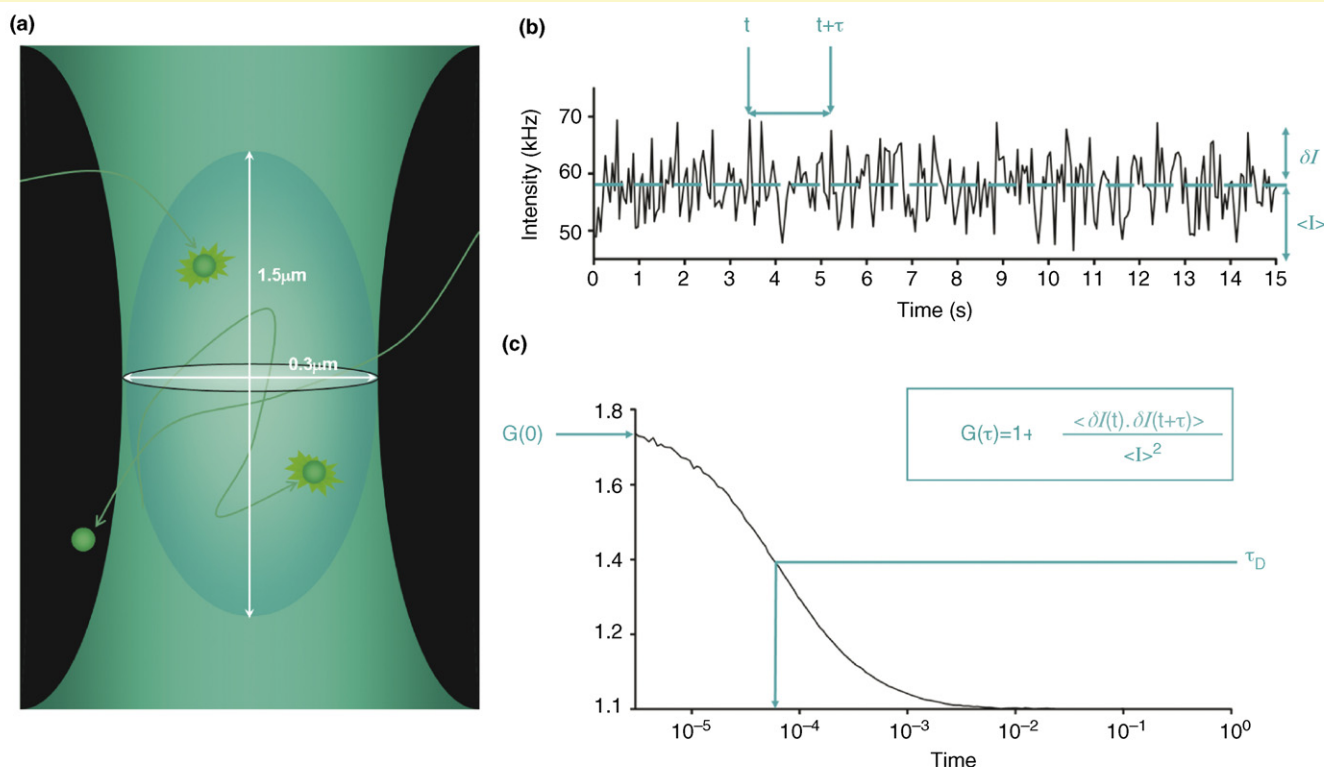 (a)
1.5μm
0.3μm
(b)
t
t+τ
Intensity (kHz)
70
60
50
δI
<I>
0 1 2 3 4 5 6 7 8 9 10 11 12 13 14 15
Time (s)
(c)
G(0)
1.8
1.6
1.4
1.2
1.1
G(τ)=1+ <δI(t).δI(t+τ)>
<I>²
τD
10⁻⁵ 10⁻⁴ 10⁻³ 10⁻² 10⁻¹ 10⁰
Time